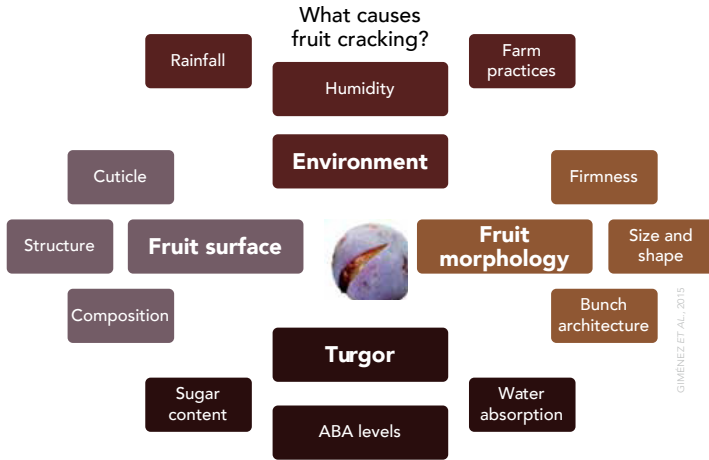 What causes
fruit cracking?
Rainfall
Farm
practices
Humidity
Environment
Cuticle
Firmness
Structure
Fruit surface
Fruit
morphology
Size and
shape
Composition
Bunch
architecture
Turgor
Sugar
content
Water
absorption
ABA levels
GIMÉNEZ ET AL., 2015